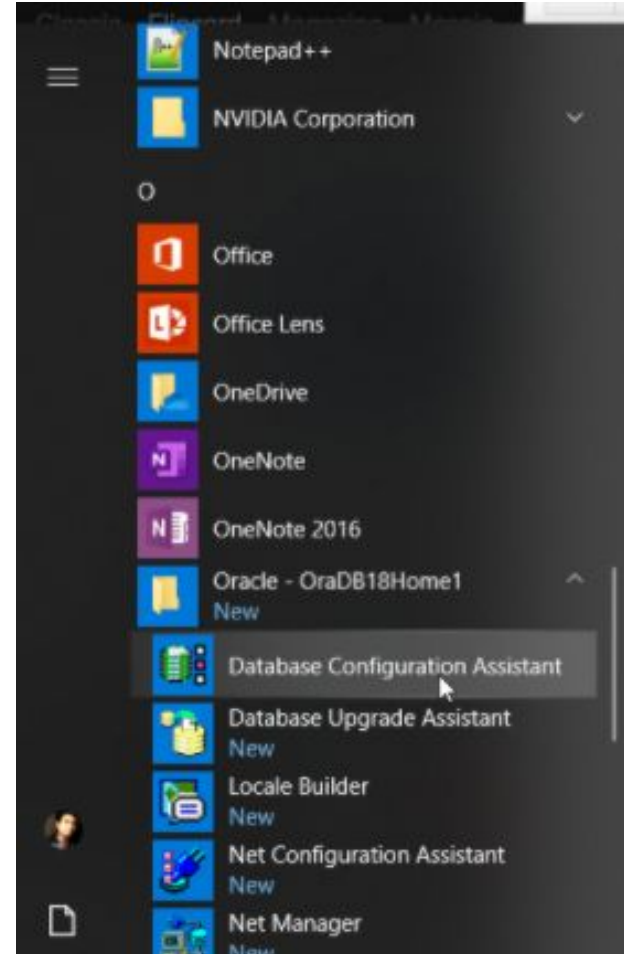 Notepad++
NVIDIA Corporation
O
Office
Office Lens
OneDrive
OneNote
OneNote 2016
Oracle - OraDB18Home1
New
Database Configuration Assistant
Database Upgrade Assistant
New
Locale Builder
New
Net Configuration Assistant
New
Net Manager
New